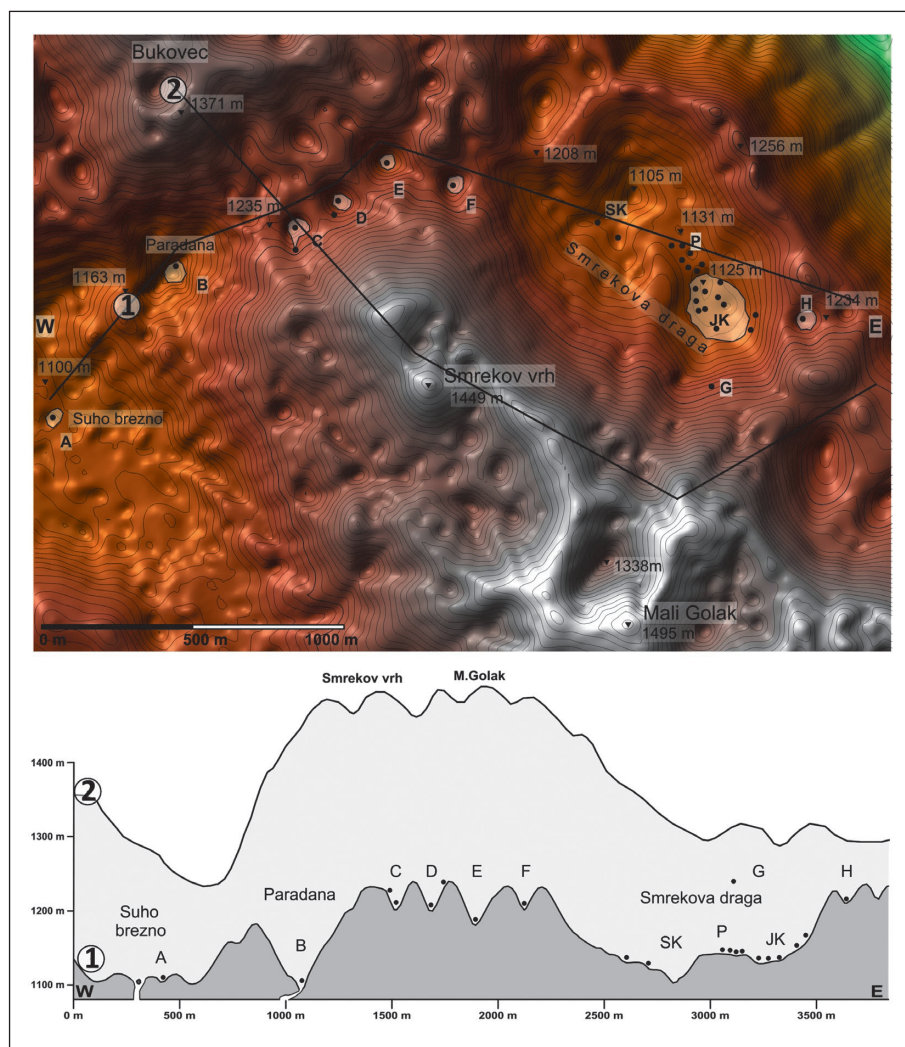 Bukovec
2
1371 m
1208 m
1256 m
E
1105 m
F
SK
1235 m
D
1131 m
C
P
Paradana
1163 m
B
1125 m
Smrekova draga
1
H
1234 m
W
JK
E
1100 m
Smrekov vrh
G
1449 m
Suho brezno
A
1338m
Mali Golak
1495 m
0 m 500 m 1000 m
Smrekov vrh M.Golak
1400 m
2
1300 m
C D E F G H
1200 m
Paradana Smrekova draga
Suho
brezno
P
B SK JK
1 A
1100 m
W E
0 m 500 m 1000 m 1500 m 2000 m 2500 m 3000 m 3500 m